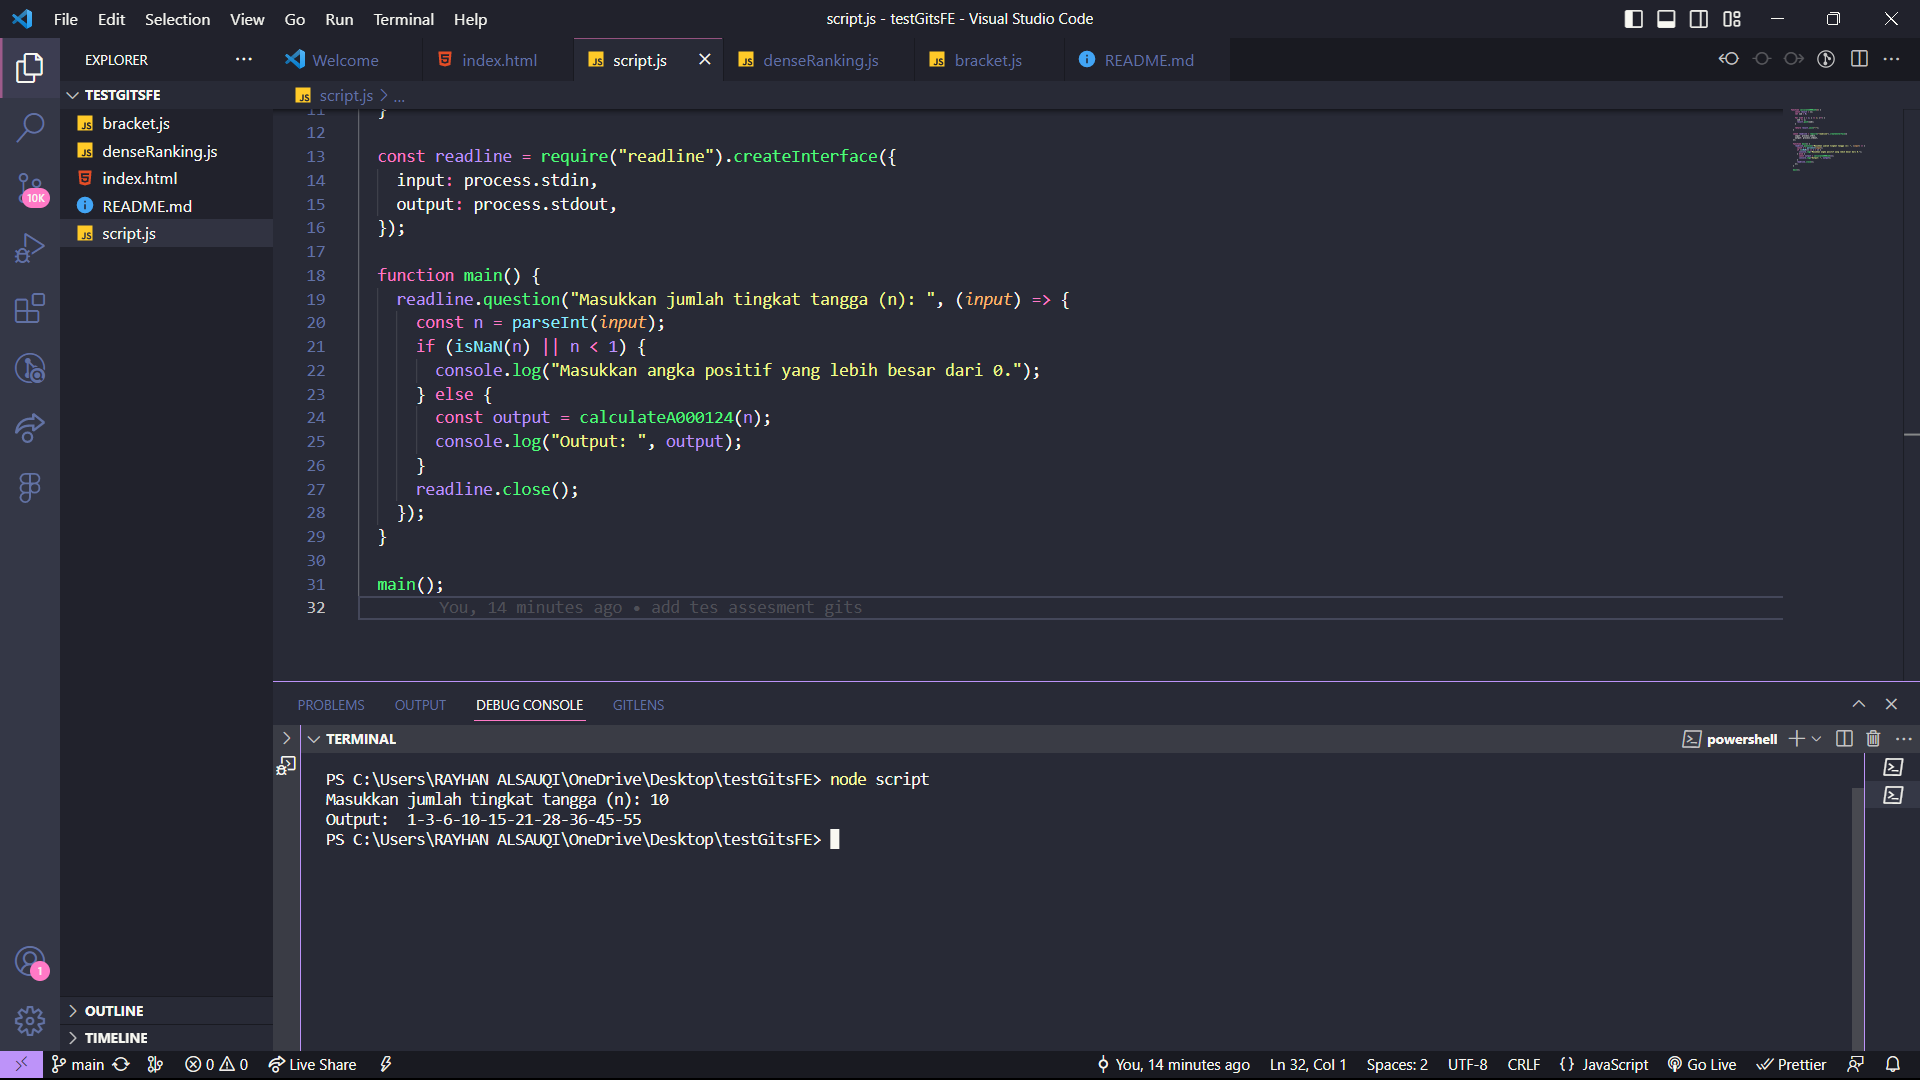 File Edit Selection View Go Run Terminal Help
script.js - testGitsFE - Visual Studio Code
EXPLORER
Welcome
index.html
script.js
denseRanking.js
bracket.js
README.md
TESTGITSFE
bracket.js
denseRanking.js
index.html
README.md
script.js
10K
1
OUTLINE
TIMELINE
script.js > ...
11 }
12
13 const readline = require("readline").createInterface({
14 input: process.stdin,
15 output: process.stdout,
16 });
17
18 function main() {
19 readline.question("Masukkan jumlah tingkat tangga (n): ", (input) => {
20 const n = parseInt(input);
21 if (isNaN(n) || n < 1) {
22 console.log("Masukkan angka positif yang lebih besar dari 0.");
23 } else {
24 const output = calculateA000124(n);
25 console.log("Output: ", output);
26 }
27 readline.close();
28 });
29 }
30
31 main();
32 You, 14 minutes ago • add tes assesment gits
PROBLEMS OUTPUT DEBUG CONSOLE GITLENS
TERMINAL
powershell
PS C:\Users\RAYHAN ALSAUQI\OneDrive\Desktop\testGitsFE> node script
Masukkan jumlah tingkat tangga (n): 10
Output:  1-3-6-10-15-21-28-36-45-55
PS C:\Users\RAYHAN ALSAUQI\OneDrive\Desktop\testGitsFE>
main 0 0 Live Share You, 14 minutes ago Ln 32, Col 1 Spaces: 2 UTF-8 CRLF {} JavaScript Go Live Prettier